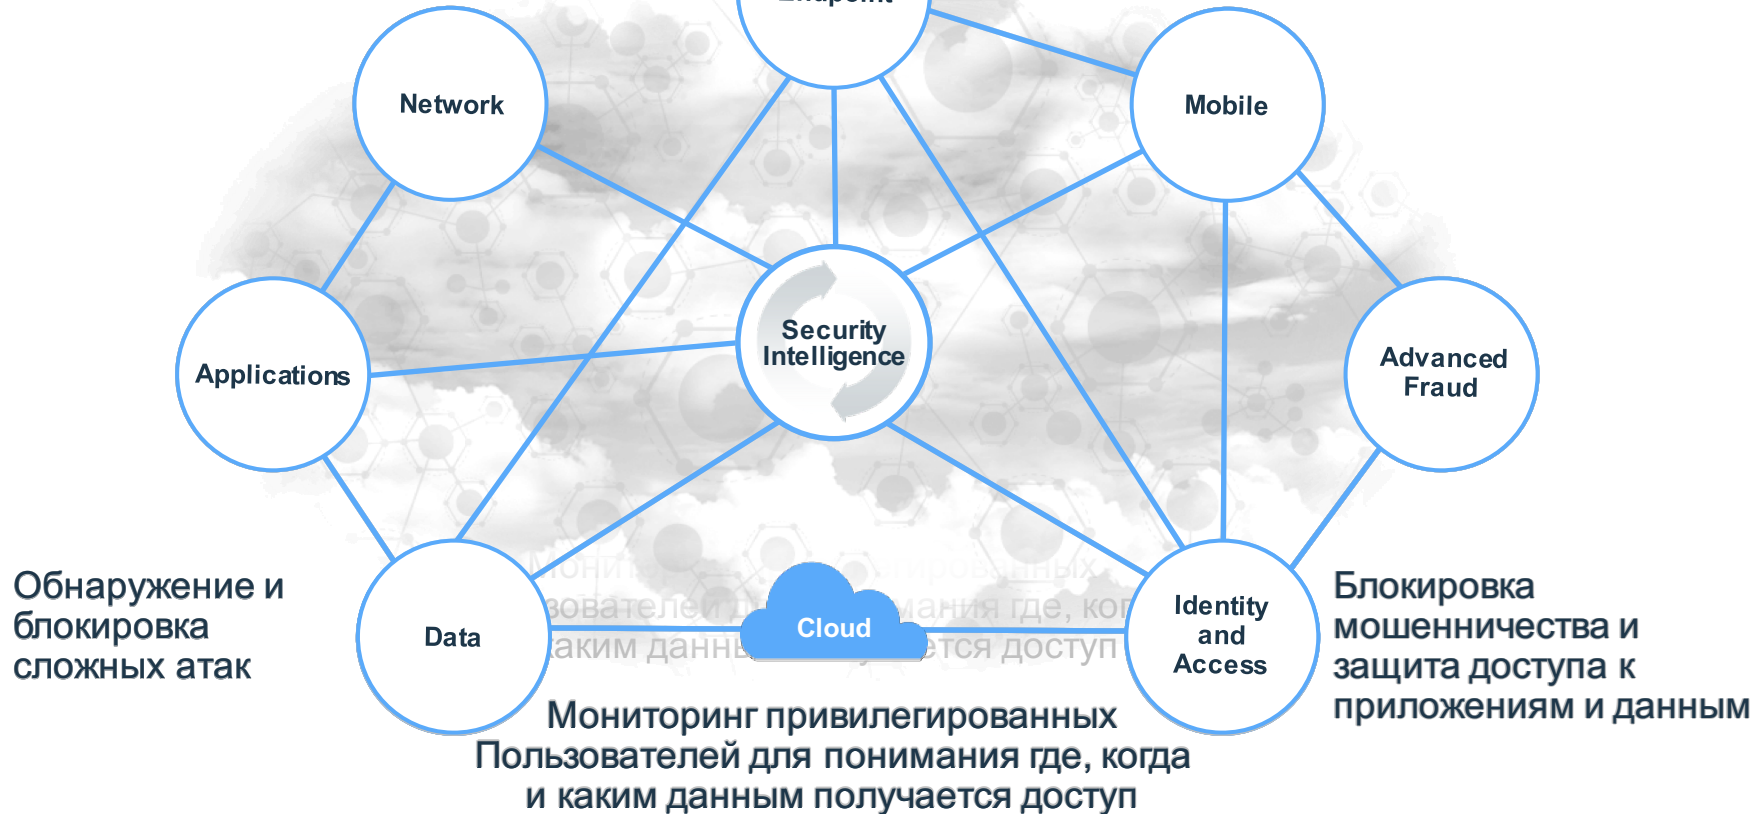 Endpoint
Network
Mobile
Security
Intelligence
Applications
Advanced
Fraud
Обнаружение и
блокировка
сложных атак
Data
Cloud
Identity
and
Access
Блокировка
мошенничества и
защита доступа к
приложениям и данным
Мониторинг привилегированных
Пользователей для понимания где, когда
и каким данным получается доступ